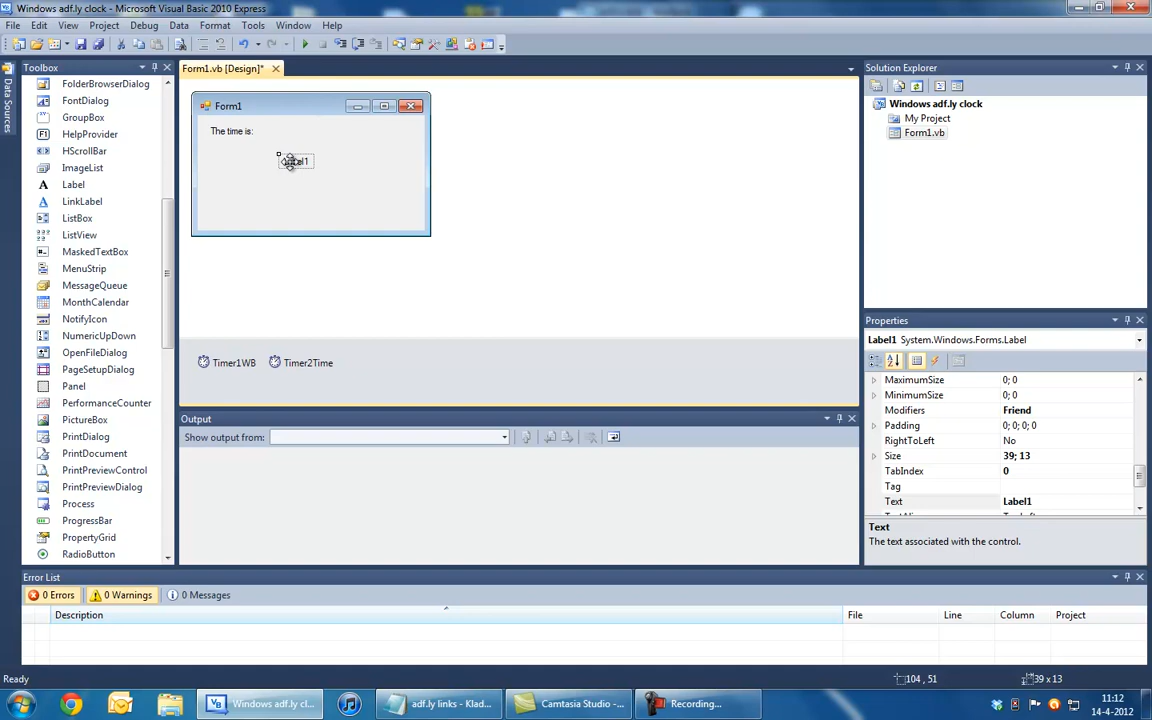 Windows adf.ly clock - Microsoft Visual Basic 2010 Express
File Edit View Project Debug Data Format Tools Window Help
Toolbox
Form1.vb [Design]*
Solution Explorer
Data Sources
FolderBrowserDialog
FontDialog
GroupBox
HelpProvider
HScrollBar
ImageList
Label
LinkLabel
ListBox
ListView
MaskedTextBox
MenuStrip
MessageQueue
MonthCalendar
NotifyIcon
NumericUpDown
OpenFileDialog
PageSetupDialog
Panel
PerformanceCounter
PictureBox
PrintDialog
PrintDocument
PrintPreviewControl
PrintPreviewDialog
Process
ProgressBar
PropertyGrid
RadioButton
Form1
The time is:
Label1
Timer1WB Timer2Time
Output
Show output from:
Windows adf.ly clock
My Project
Form1.vb
Properties
Label1 System.Windows.Forms.Label
MaximumSize 0; 0
MinimumSize 0; 0
Modifiers Friend
Padding 0; 0; 0; 0
RightToLeft No
Size 39; 13
TabIndex 0
Tag
Text Label1
Text
The text associated with the control.
Error List
0 Errors 0 Warnings 0 Messages
Description File Line Column Project
Ready 104 , 51 39 x 13
Windows adf.ly cl... adf.ly links - Klad... Camtasia Studio -... Recording...
11:12
14-4-2012